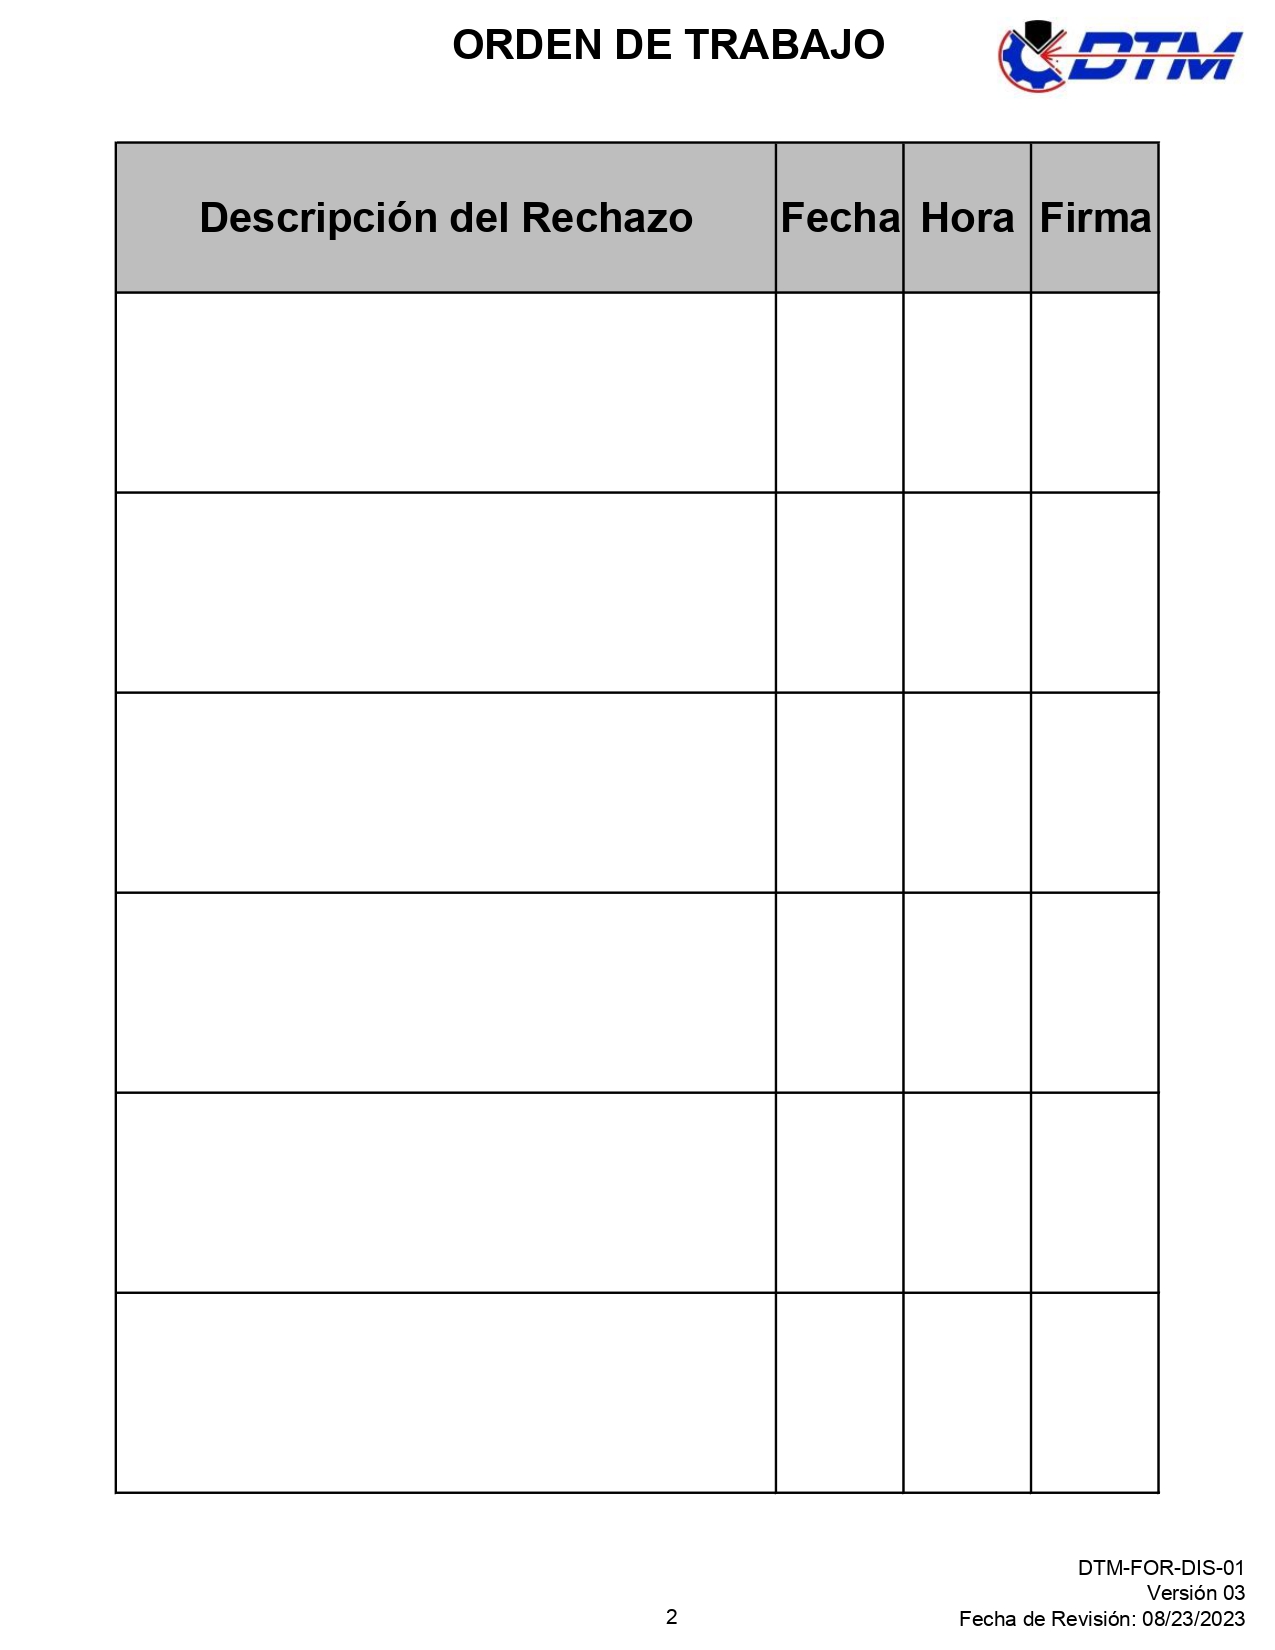 ORDEN DE TRABAJO
DTM
Descripción del Rechazo Fecha Hora Firma
DTM-FOR-DIS-01
Versión 03
2
Fecha de Revisión: 08/23/2023